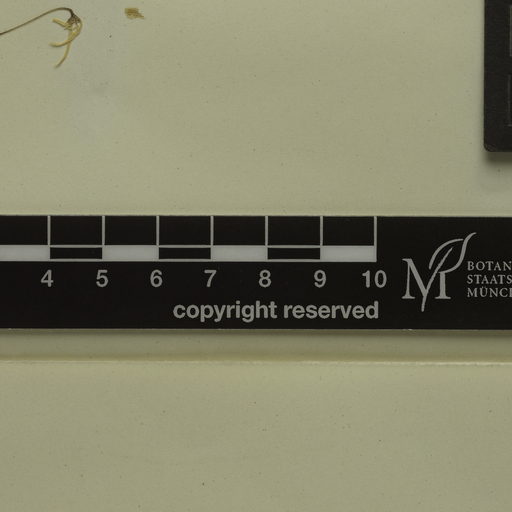 4 5 6 7 8 9 10
copyright reserved
M
BOTAN
STAATS
MÜNC